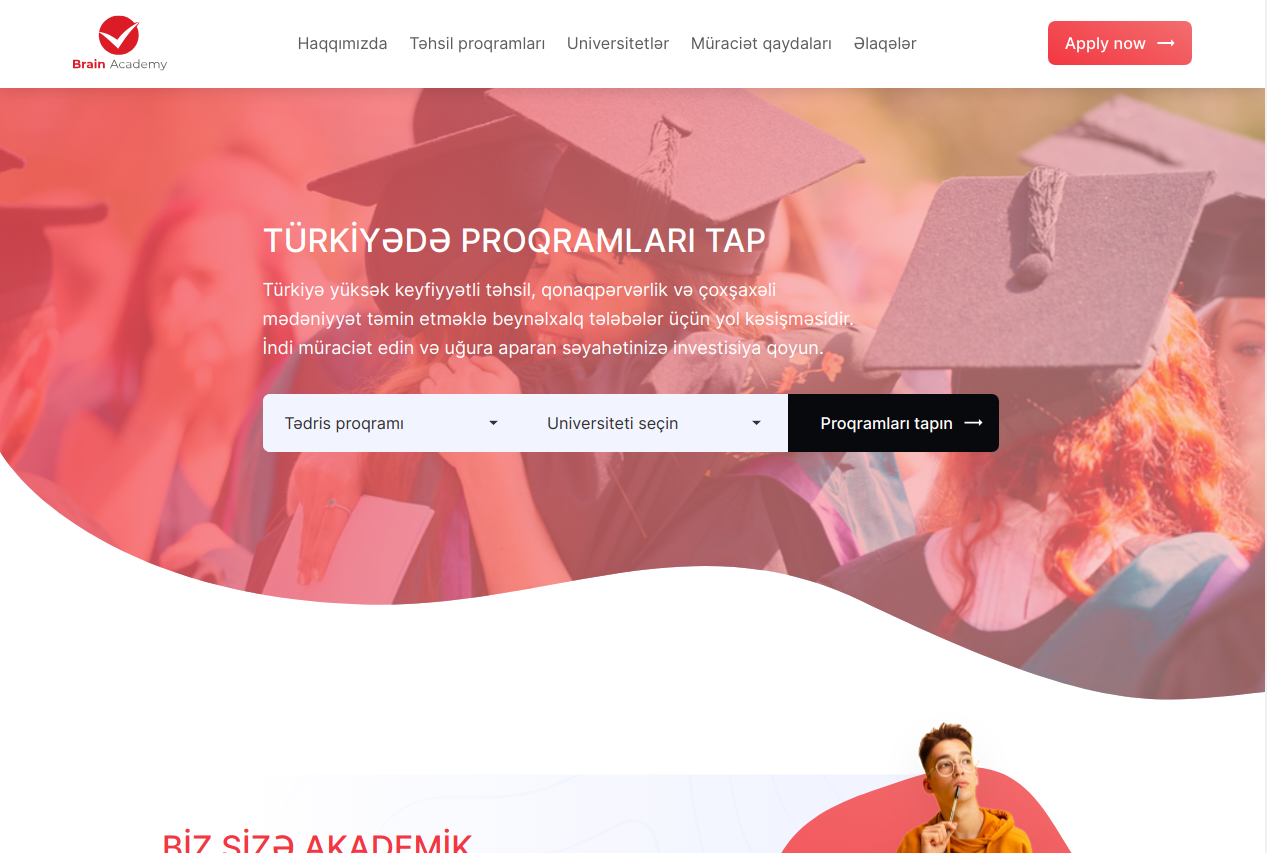 Brain Academy
Haqqımızda
Təhsil proqramları
Universitetlər
Müraciət qaydaları
Əlaqələr
Apply now
TÜRKİYƏDƏ PROQRAMLARI TAP
Türkiyə yüksək keyfiyyətli təhsil, qonaqpərvərlik və çoxşaxəli
mədəniyyət təmin etməklə beynəlxalq tələbələr üçün yol kəsişməsidir.
İndi müraciət edin və uğura aparan səyahətinizə investisiya qoyun.
Tədris proqramı
Universiteti seçin
Proqramları tapın
BİZ SİZƏ AKADEMİK